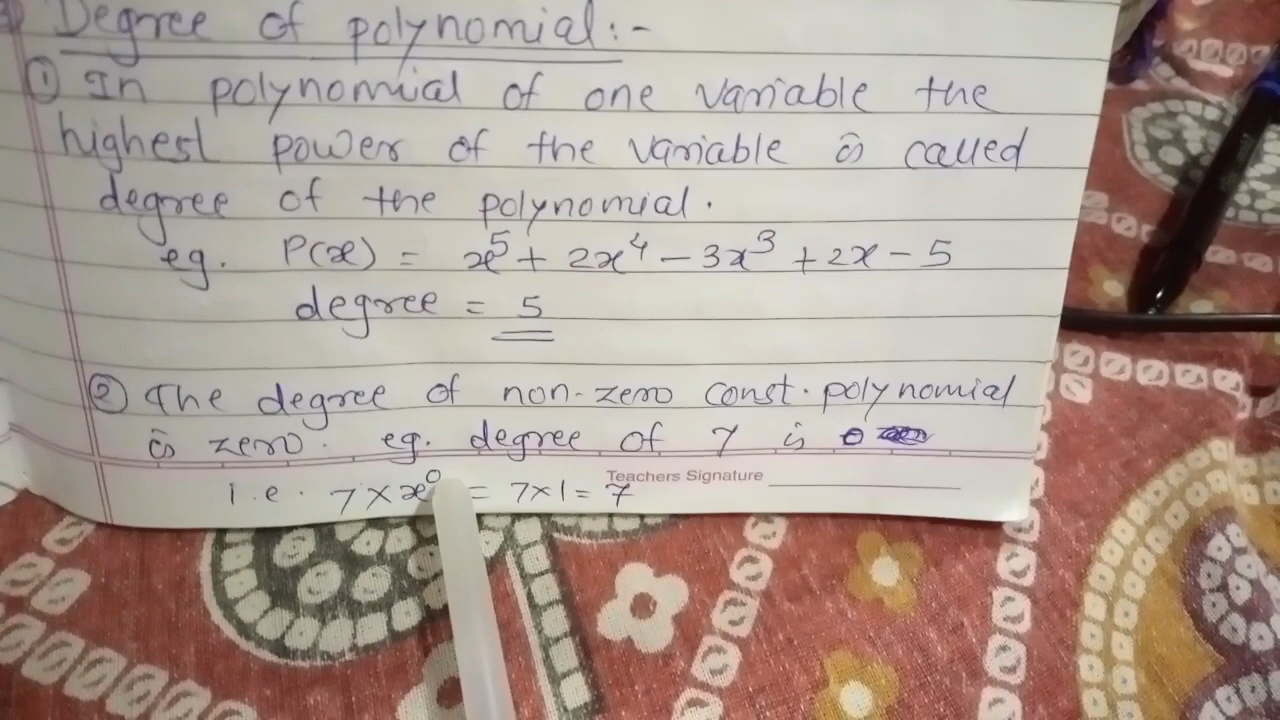 Degree of polynomial:-
① In polynomial of one variable the
highest power of the variable is called
degree of the polynomial.
eg. P(x) = x⁵ + 2x⁴ - 3x³ + 2x - 5
degree = 5
② The degree of non-zero const. polynomial
is zero. eg. degree of 7 is 0
Teachers Signature
i.e. 7 × x⁰ = 7×1 = 7